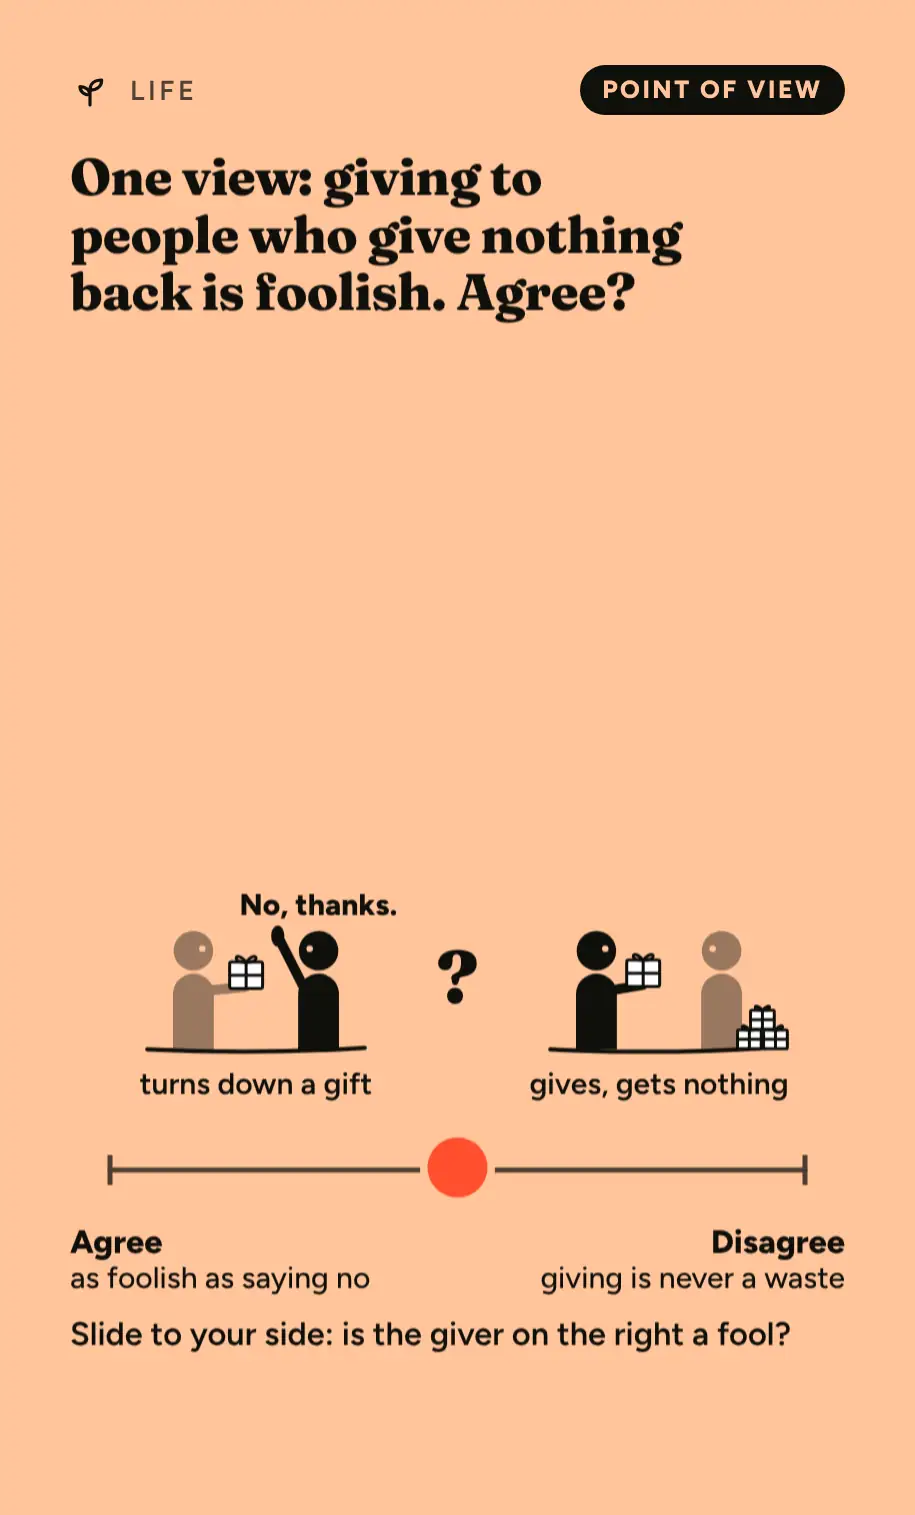 LIFE
POINT OF VIEW
One view: giving to
people who give nothing
back is foolish. Agree?
No, thanks.
?
turns down a gift
gives, gets nothing
Agree
as foolish as saying no
Disagree
giving is never a waste
Slide to your side: is the giver on the right a fool?